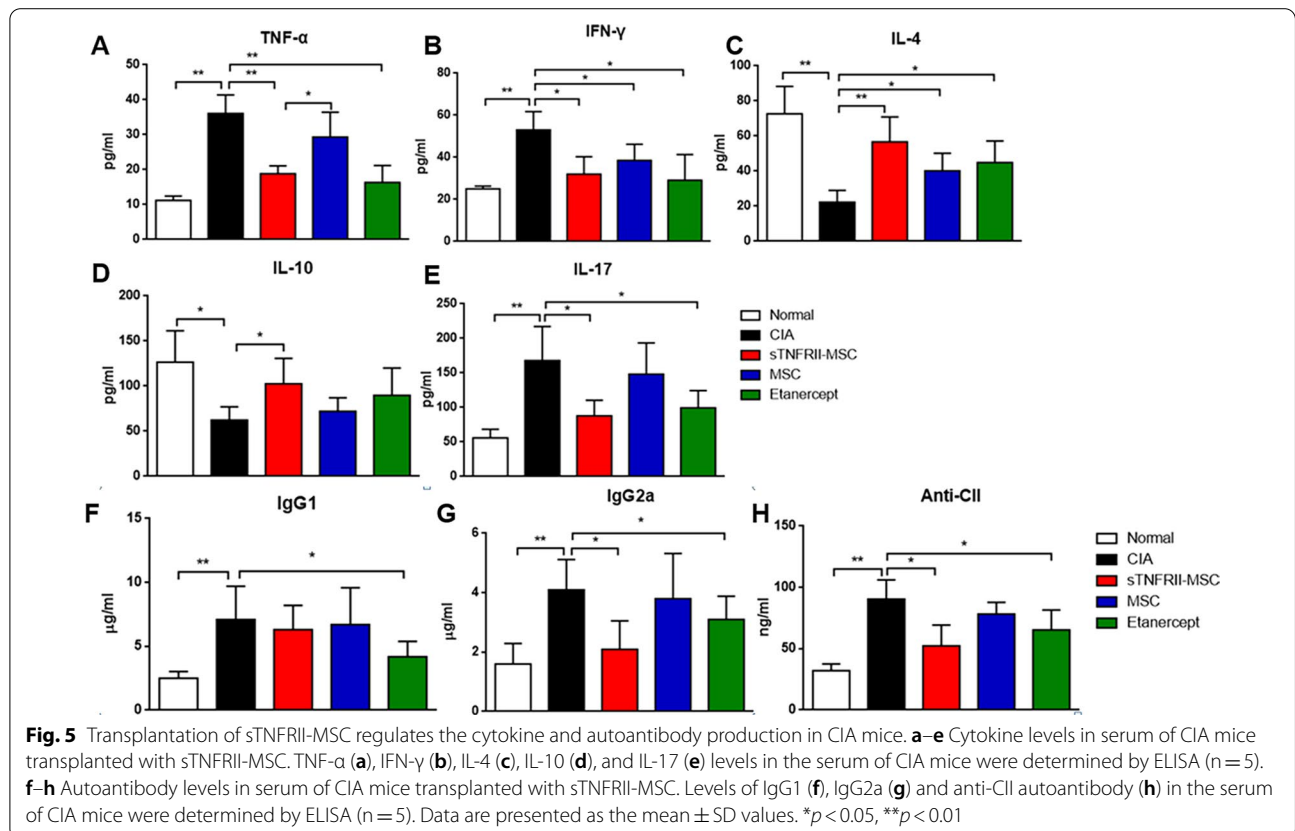 A
TNF-α
50
40
30
20
10
0
pg/ml
**
**
**
*
B
IFN-γ
80
60
40
20
0
pg/ml
**
*
*
*
C
IL-4
100
80
60
40
20
0
pg/ml
**
**
*
*
D
IL-10
200
150
100
50
0
pg/ml
*
*
E
IL-17
250
200
150
100
50
0
pg/ml
**
*
*
Normal
CIA
sTNFRII-MSC
MSC
Etanercept
F
IgG1
15
10
5
0
μg/ml
**
*
G
IgG2a
6
4
2
0
μg/ml
**
*
*
H
Anti-CII
150
100
50
0
ng/ml
**
*
*
Normal
CIA
sTNFRII-MSC
MSC
Etanercept
Fig. 5 Transplantation of sTNFRII-MSC regulates the cytokine and autoantibody production in CIA mice. a–e Cytokine levels in serum of CIA mice
transplanted with sTNFRII-MSC. TNF-α (a), IFN-γ (b), IL-4 (c), IL-10 (d), and IL-17 (e) levels in the serum of CIA mice were determined by ELISA (n = 5).
f–h Autoantibody levels in serum of CIA mice transplanted with sTNFRII-MSC. Levels of IgG1 (f), IgG2a (g) and anti-CII autoantibody (h) in the serum
of CIA mice were determined by ELISA (n = 5). Data are presented as the mean ± SD values. *p < 0.05, **p < 0.01